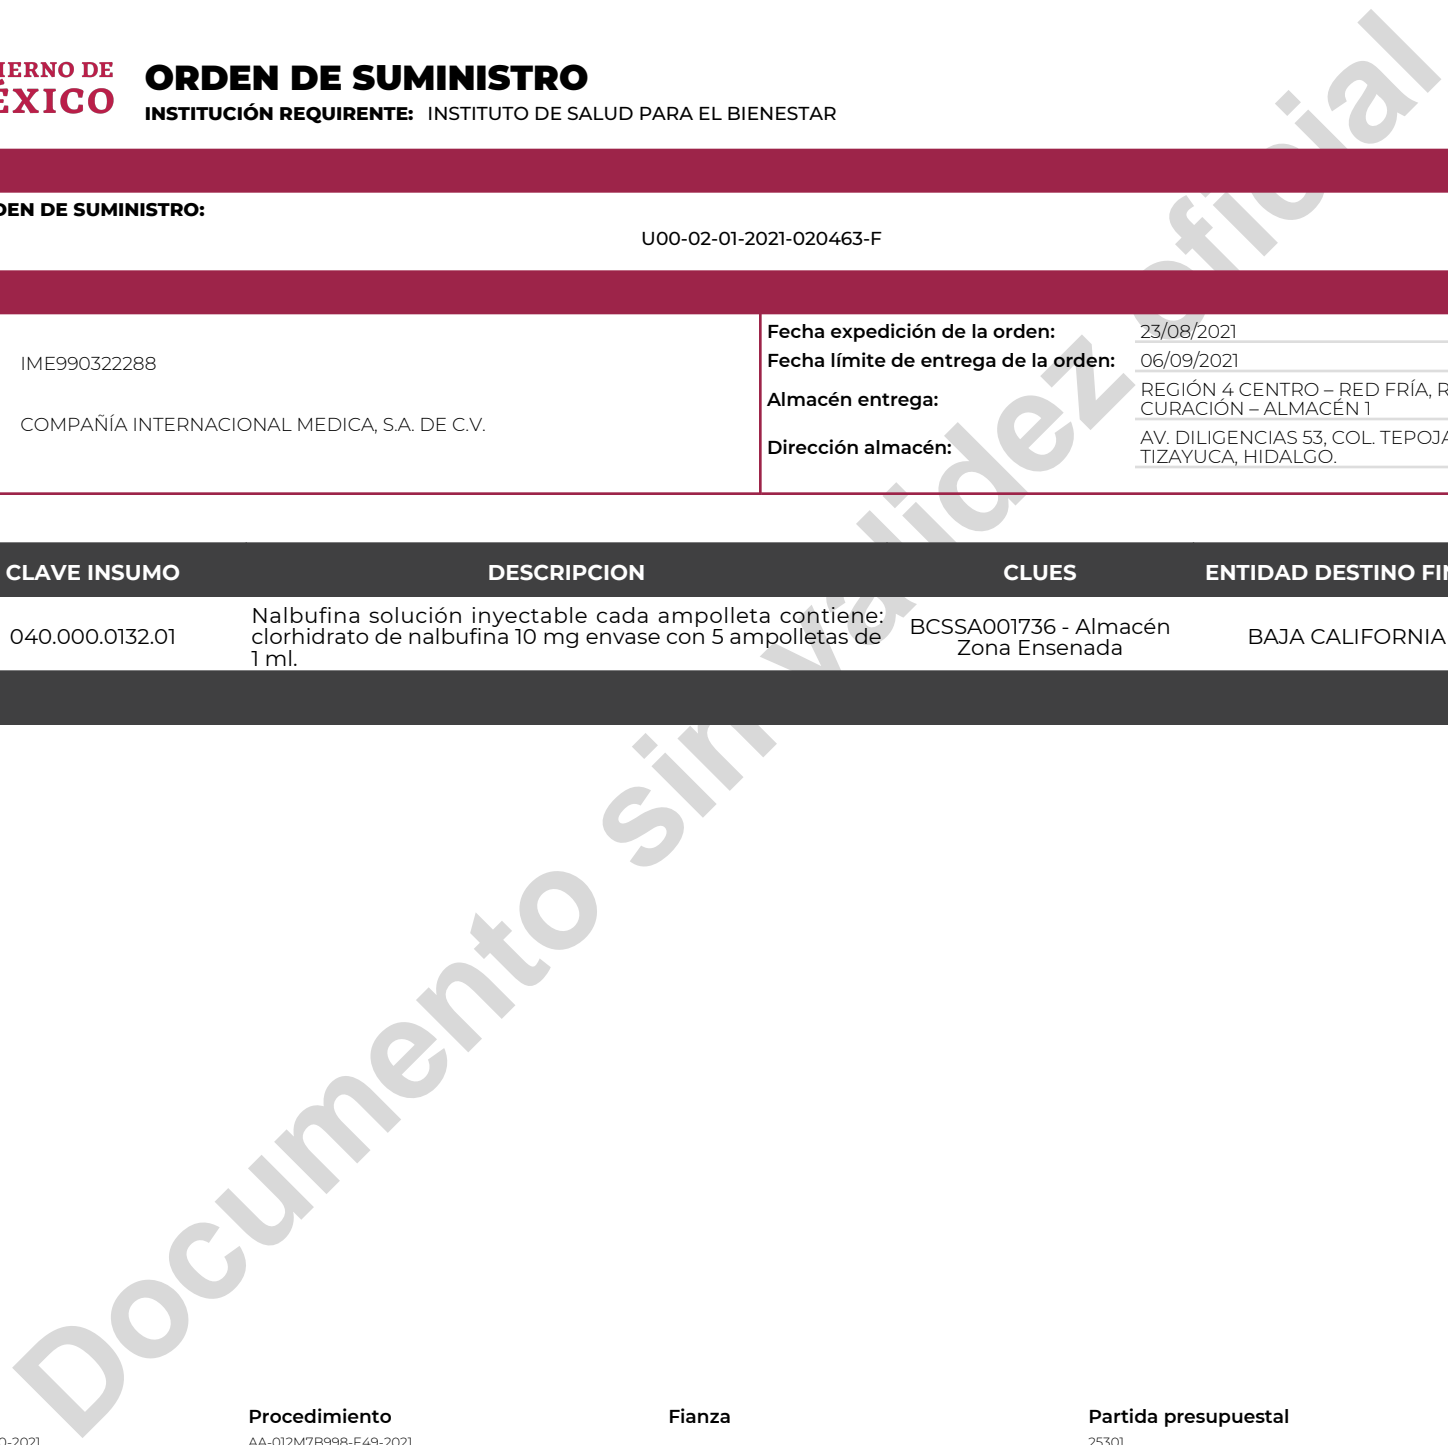 IERNO DE
ÉXICO
ORDEN DE SUMINISTRO
INSTITUCIÓN REQUIRENTE: INSTITUTO DE SALUD PARA EL BIENESTAR
DEN DE SUMINISTRO:
U00-02-01-2021-020463-F
IME990322288
COMPAÑÍA INTERNACIONAL MEDICA, S.A. DE C.V.
Fecha expedición de la orden: 23/08/2021
Fecha límite de entrega de la orden: 06/09/2021
Almacén entrega: REGIÓN 4 CENTRO – RED FRÍA, R
CURACIÓN – ALMACÉN 1
Dirección almacén: AV. DILIGENCIAS 53, COL. TEPOJA
TIZAYUCA, HIDALGO.
CLAVE INSUMO DESCRIPCION CLUES ENTIDAD DESTINO FIN
040.000.0132.01
Nalbufina solución inyectable cada ampolleta contiene:
clorhidrato de nalbufina 10 mg envase con 5 ampolletas de
1 ml.
BCSSA001736 - Almacén
Zona Ensenada
BAJA CALIFORNIA
Documento sin validez oficial
Procedimiento Fianza Partida presupuestal
0-2021 AA-012M7B998-E49-2021 25301